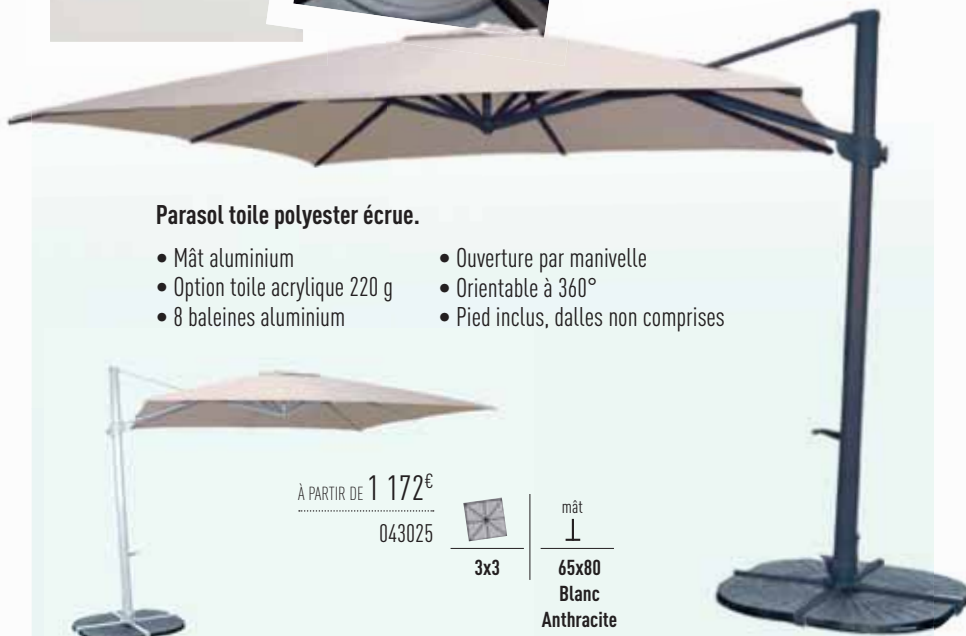 Parasol toile polyester écrue.
• Mât aluminium
• Option toile acrylique 220 g
• 8 baleines aluminium
• Ouverture par manivelle
• Orientable à 360°
• Pied inclus, dalles non comprises
À PARTIR DE 1 172€
043025
3x3
mât
65x80
Blanc
Anthracite